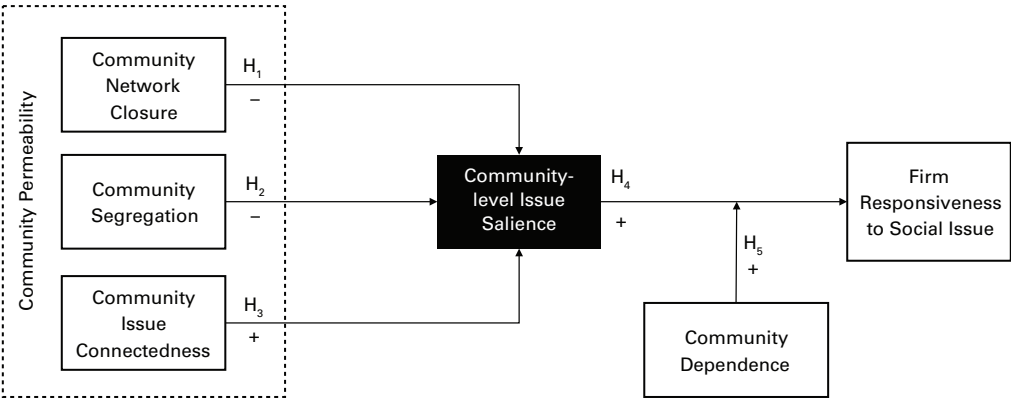 Community Permeability
Community
Network
Closure
H1
–
Community
Segregation
H2
–
Community
Issue
Connectedness
H3
+
Community-
level Issue
Salience
H4
+
H5
+
Community
Dependence
Firm
Responsiveness
to Social Issue